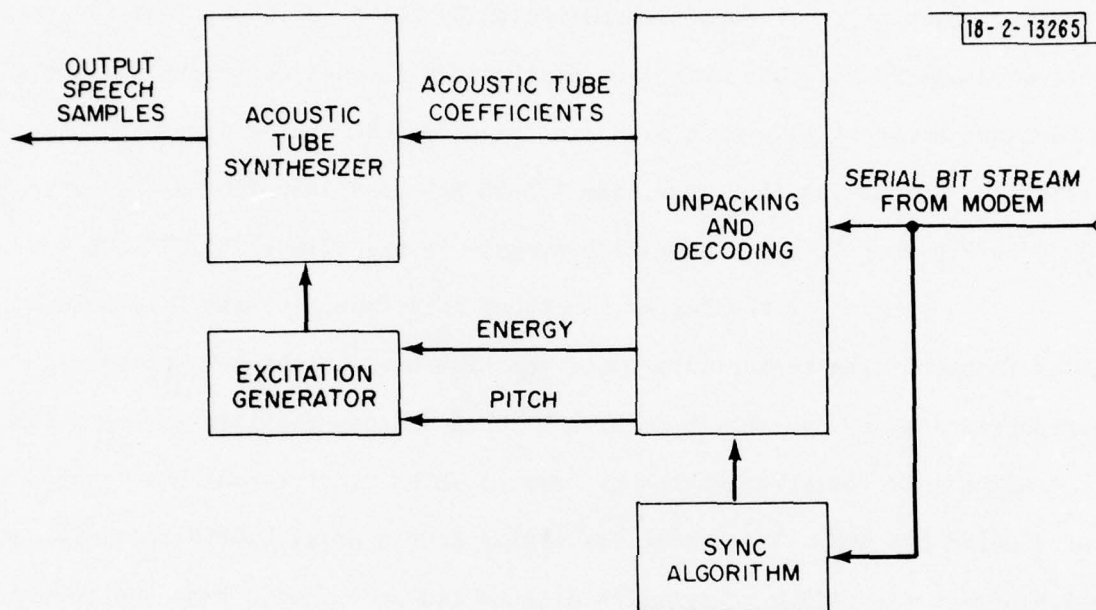 18-2-13265
OUTPUT
SPEECH
SAMPLES
ACOUSTIC
TUBE
SYNTHESIZER
ACOUSTIC TUBE
COEFFICIENTS
UNPACKING
AND
DECODING
SERIAL BIT STREAM
FROM MODEM
EXCITATION
GENERATOR
ENERGY
PITCH
SYNC
ALGORITHM